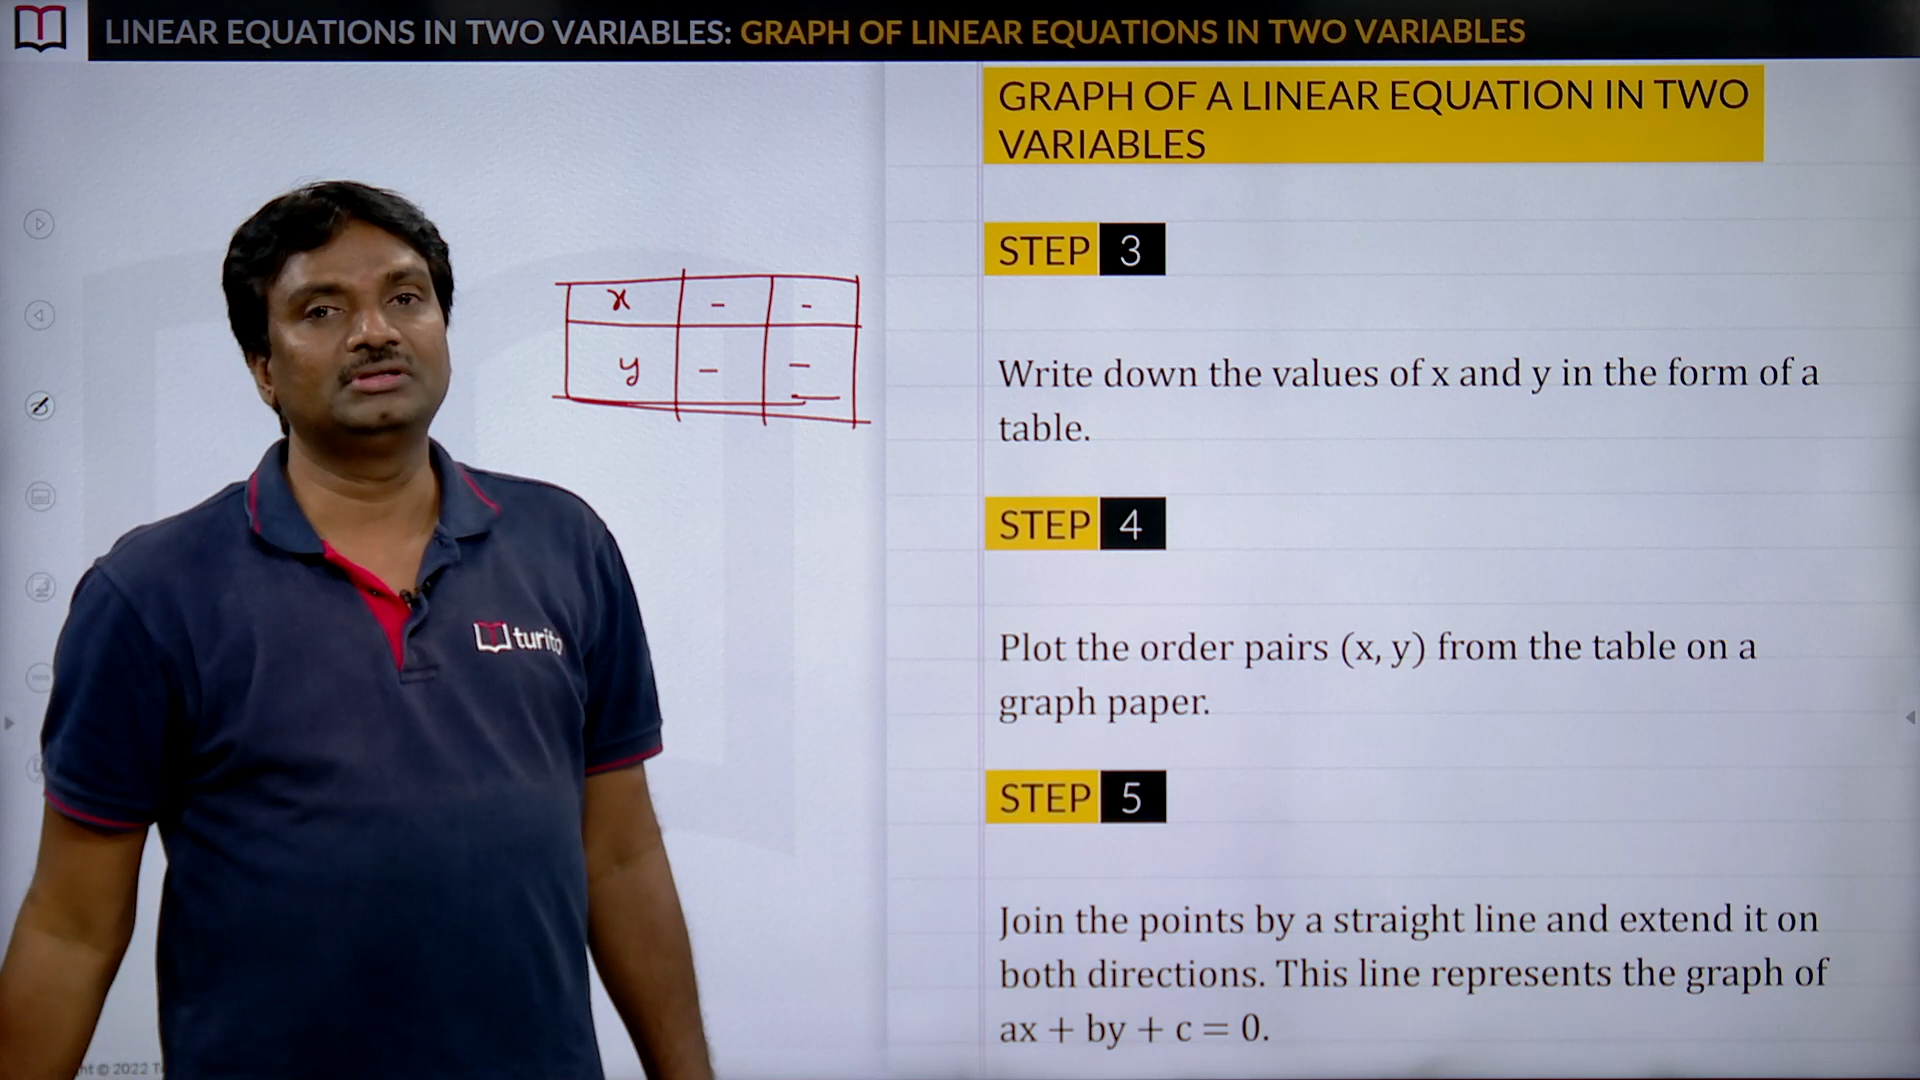 LINEAR EQUATIONS IN TWO VARIABLES: GRAPH OF LINEAR EQUATIONS IN TWO VARIABLES
GRAPH OF A LINEAR EQUATION IN TWO
VARIABLES
STEP 3
x - -
y - -
Write down the values of x and y in the form of a
table.
STEP 4
turito
Plot the order pairs (x, y) from the table on a
graph paper.
STEP 5
Join the points by a straight line and extend it on
both directions. This line represents the graph of
ax + by + c = 0.
© 2022